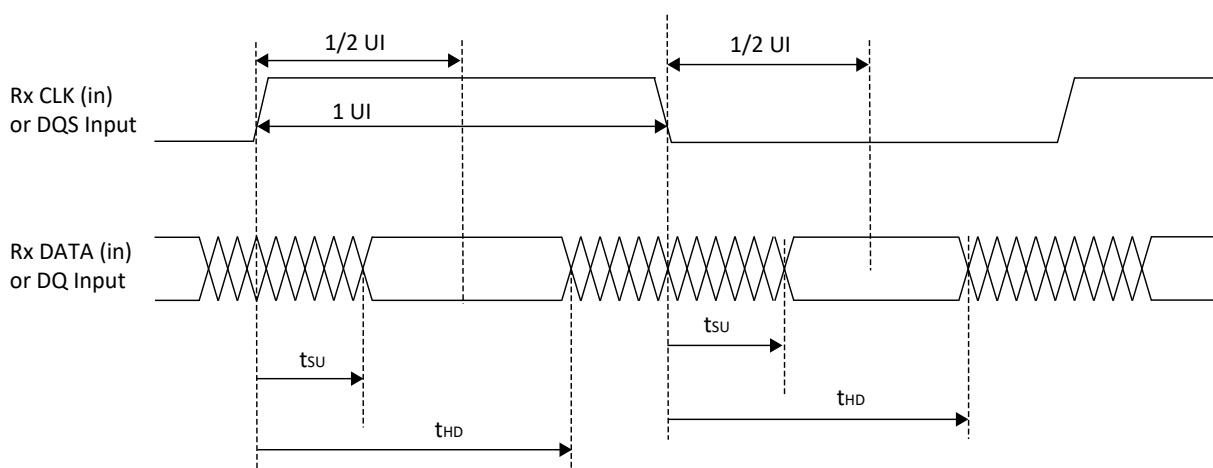 1/2 UI
1/2 UI
Rx CLK (in)
or DQS Input
1 UI
Rx DATA (in)
or DQ Input
tSU
tSU
tHD
tHD